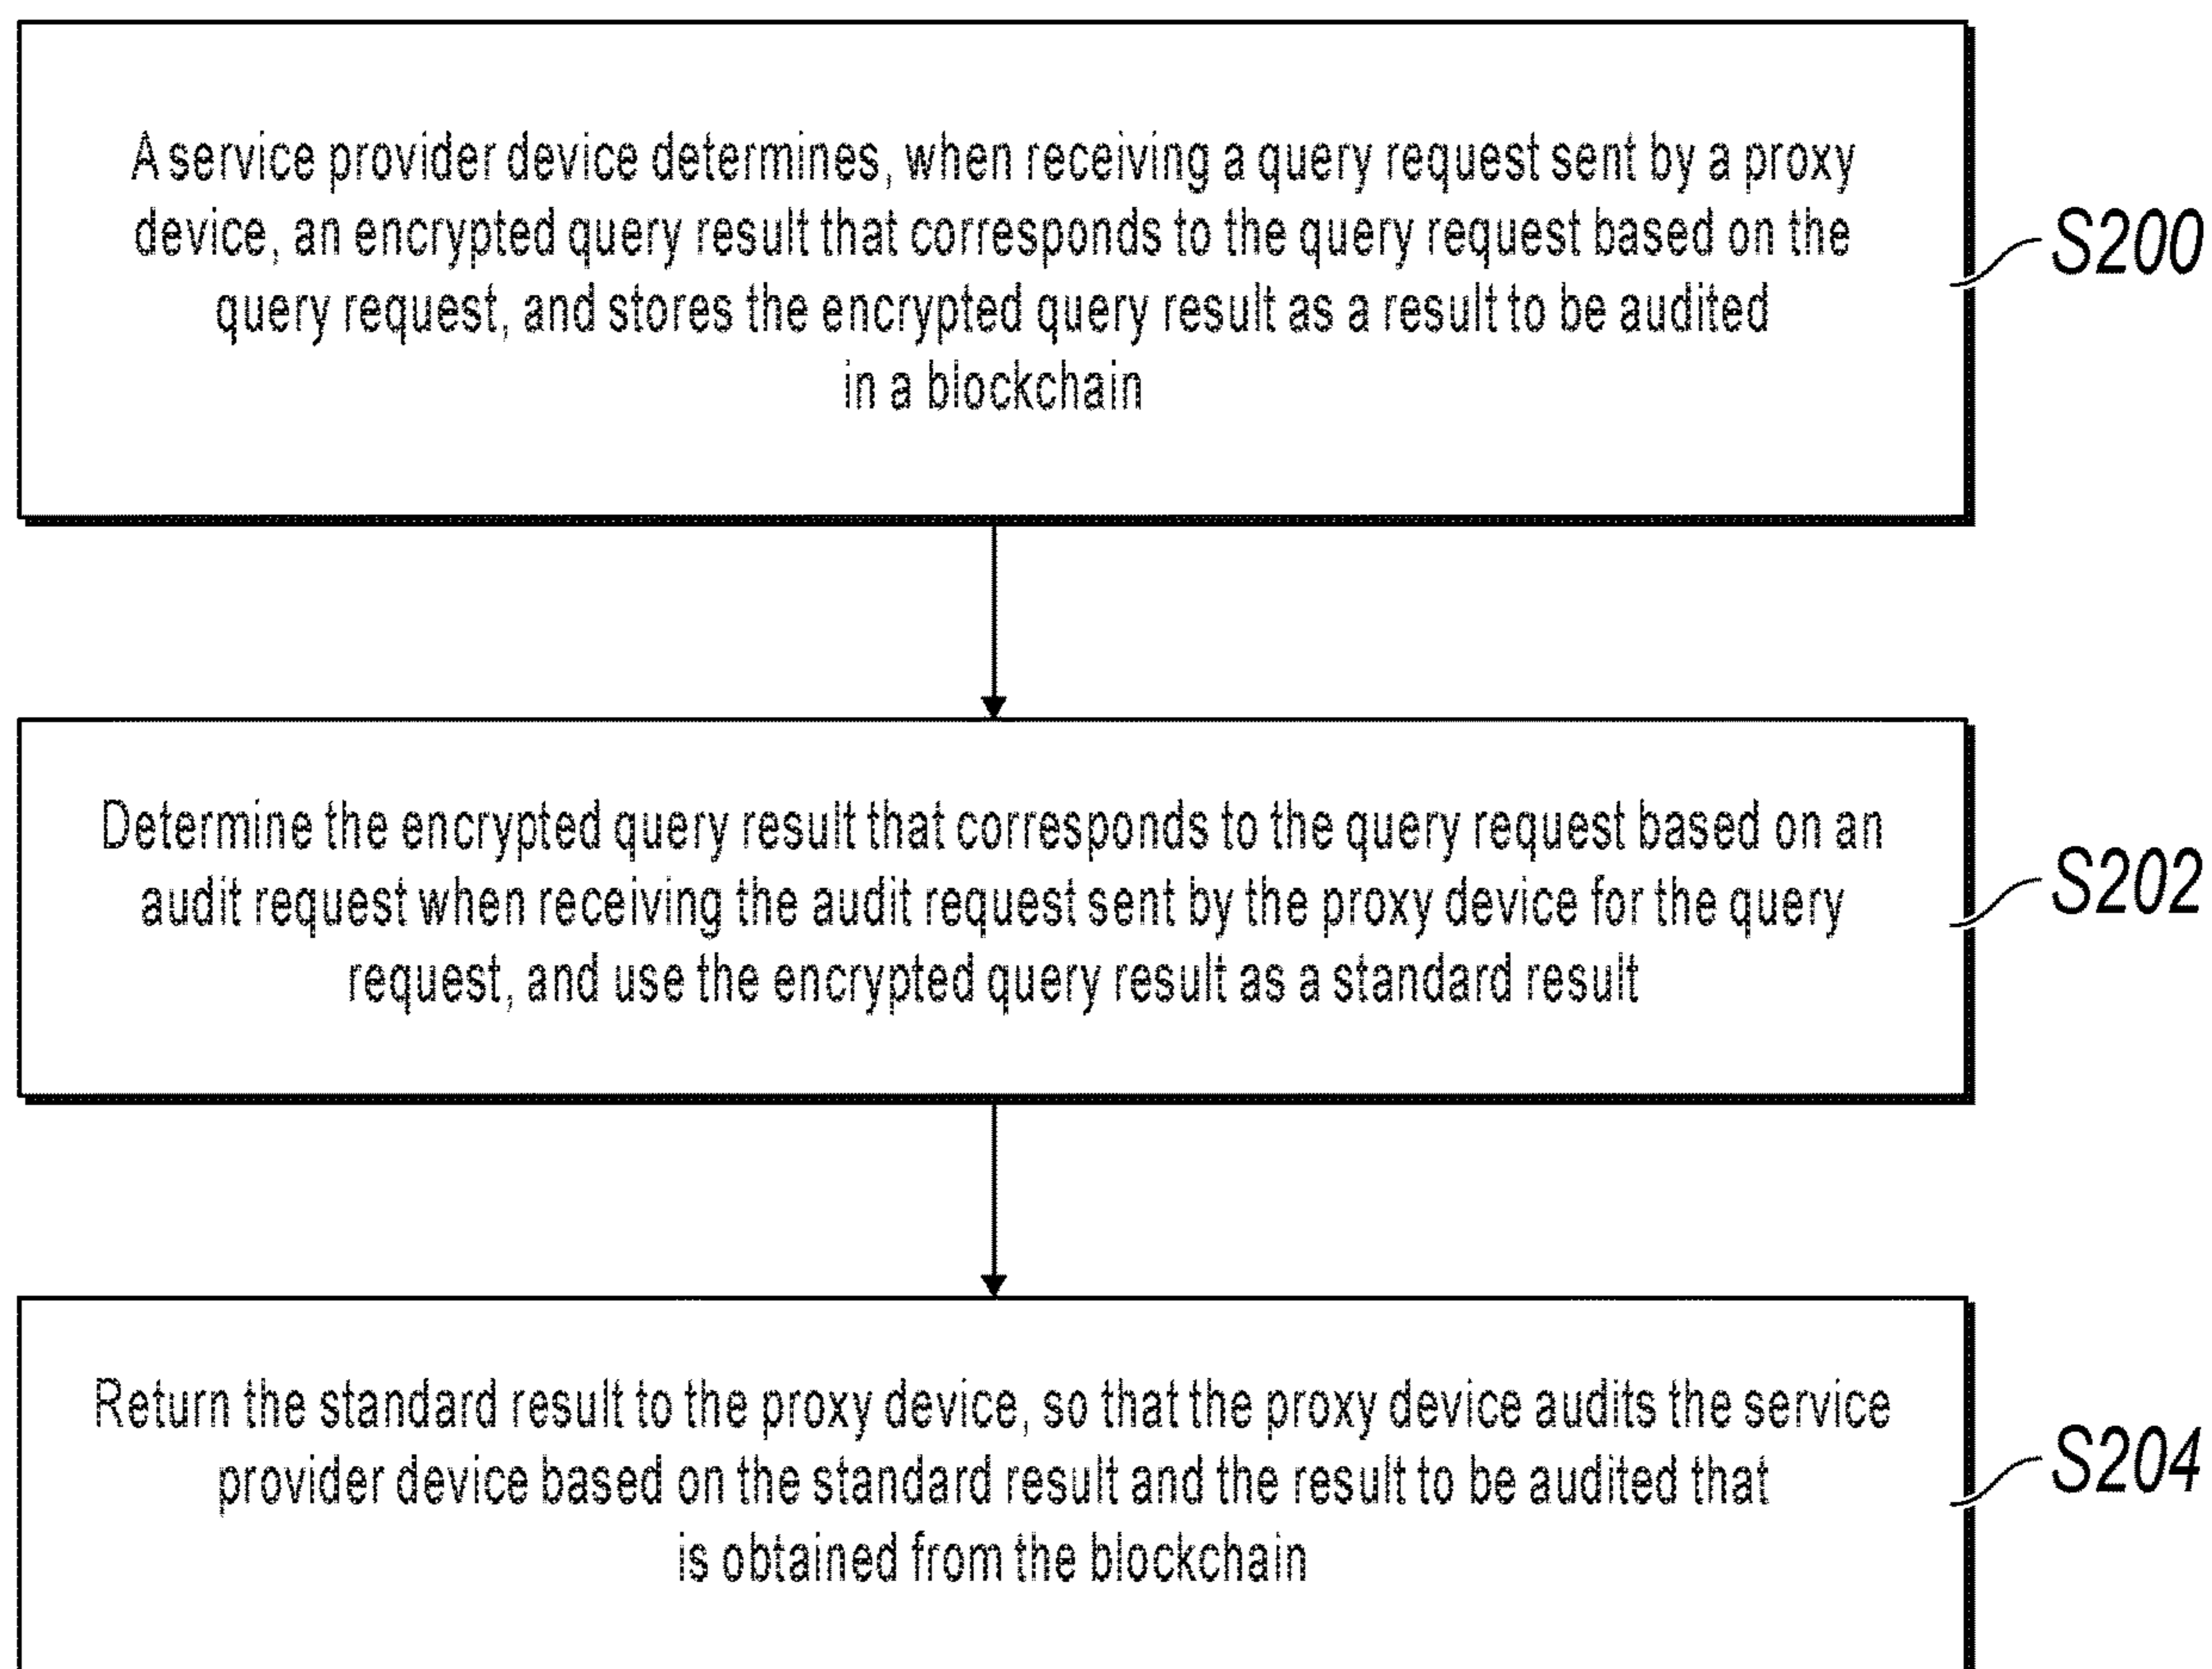 A service provider device determines, when receiving a query request sent by a proxy
device, an encrypted query result that corresponds to the query request based on the
query request, and stores the encrypted query result as a result to be audited
in a blockchain
S200
Determine the encrypted query result that corresponds to the query request based on an
audit request when receiving the audit request sent by the proxy device for the query
request, and use the encrypted query result as a standard result
S202
Return the standard result to the proxy device, so that the proxy device audits the service
provider device based on the standard result and the result to be audited that
is obtained from the blockchain
S204